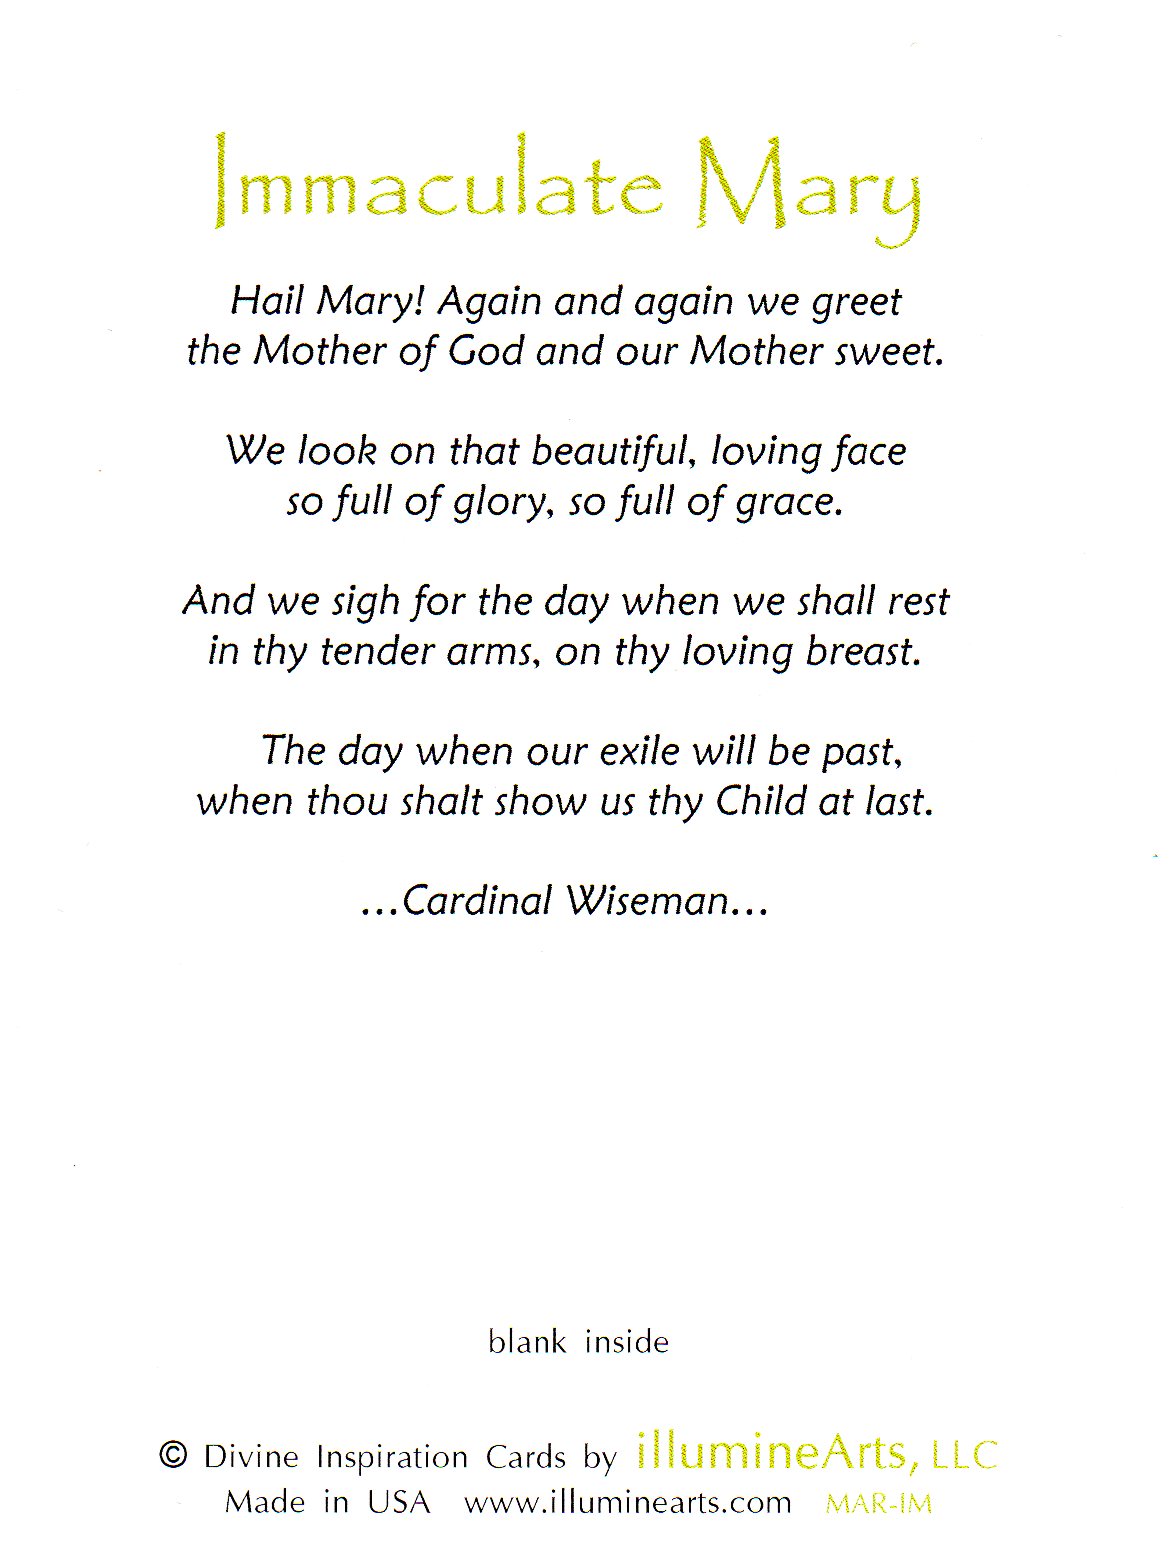 Immaculate Mary
Hail Mary! Again and again we greet
the Mother of God and our Mother sweet.
We look on that beautiful, loving face
so full of glory, so full of grace.
And we sigh for the day when we shall rest
in thy tender arms, on thy loving breast.
The day when our exile will be past,
when thou shalt show us thy Child at last.
...Cardinal Wiseman...
blank inside
© Divine Inspiration Cards by illumineArts, LLC
Made in USA www.illuminearts.com MAR-IM